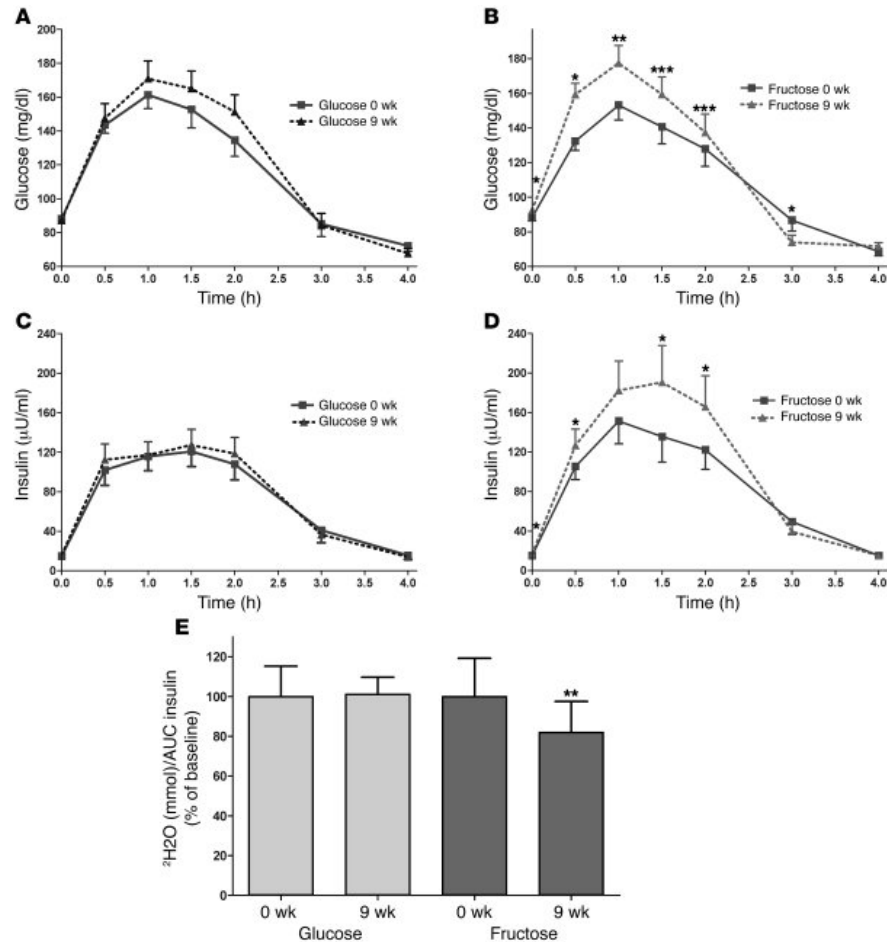 A
Glucose (mg/dl)
200
180
160
140
120
100
80
60
Glucose 0 wk
Glucose 9 wk
0.0 0.5 1.0 1.5 2.0 2.5 3.0 3.5 4.0
Time (h)
B
Glucose (mg/dl)
180
160
140
120
100
80
60
* * ** *** *** *
Fructose 0 wk
Fructose 9 wk
0.0 0.5 1.0 1.5 2.0 2.5 3.0 3.5 4.0
Time (h)
C
Insulin (µU/ml)
240
200
160
120
80
40
0
Glucose 0 wk
Glucose 9 wk
0.0 0.5 1.0 1.5 2.0 2.5 3.0 3.5 4.0
Time (h)
D
Insulin (µU/ml)
240
200
160
120
80
40
0
* * * *
Fructose 0 wk
Fructose 9 wk
0.0 0.5 1.0 1.5 2.0 2.5 3.0 3.5 4.0
Time (h)
E
²H2O (mmol)/AUC insulin
(% of baseline)
120
100
80
60
40
20
0
**
0 wk 9 wk 0 wk 9 wk
Glucose Fructose